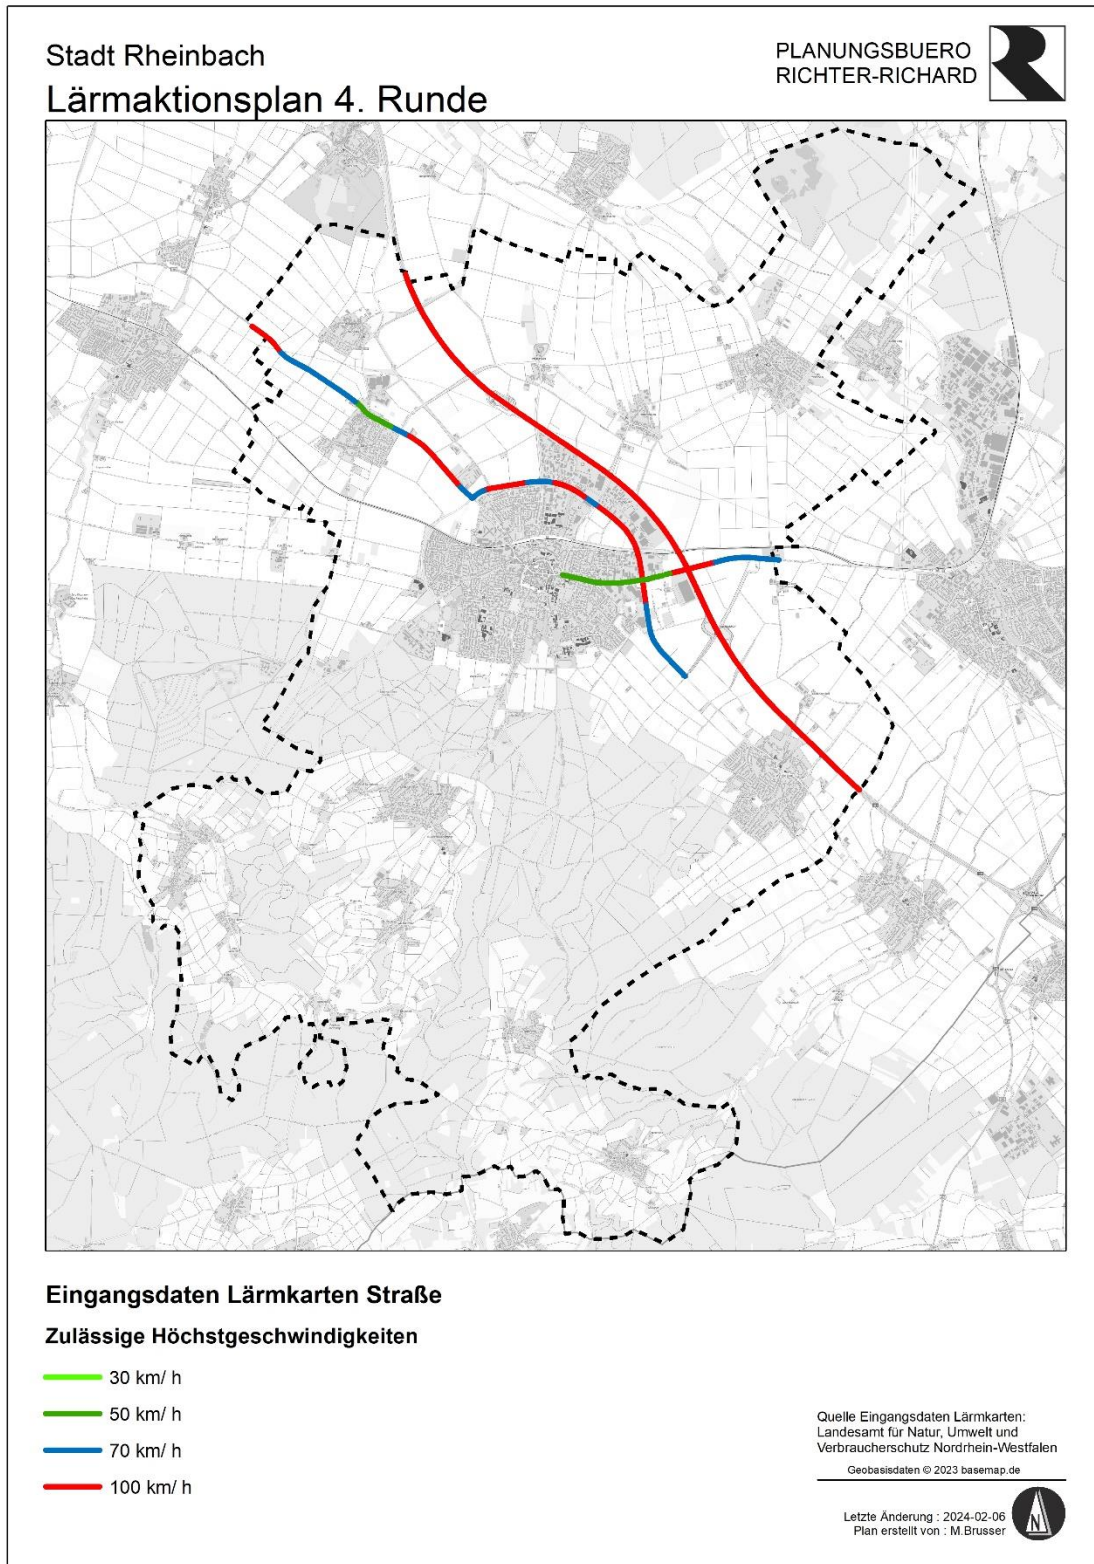 Stadt Rheinbach
Lärmaktionsplan 4. Runde
PLANUNGSBUERO
RICHTER-RICHARD
Eingangsdaten Lärmkarten Straße
Zulässige Höchstgeschwindigkeiten
30 km/ h
50 km/ h
70 km/ h
100 km/ h
Quelle Eingangsdaten Lärmkarten:
Landesamt für Natur, Umwelt und
Verbraucherschutz Nordrhein-Westfalen
Geobasisdaten © 2023 basemap.de
Letzte Änderung : 2024-02-06
Plan erstellt von : M.Brusser
N